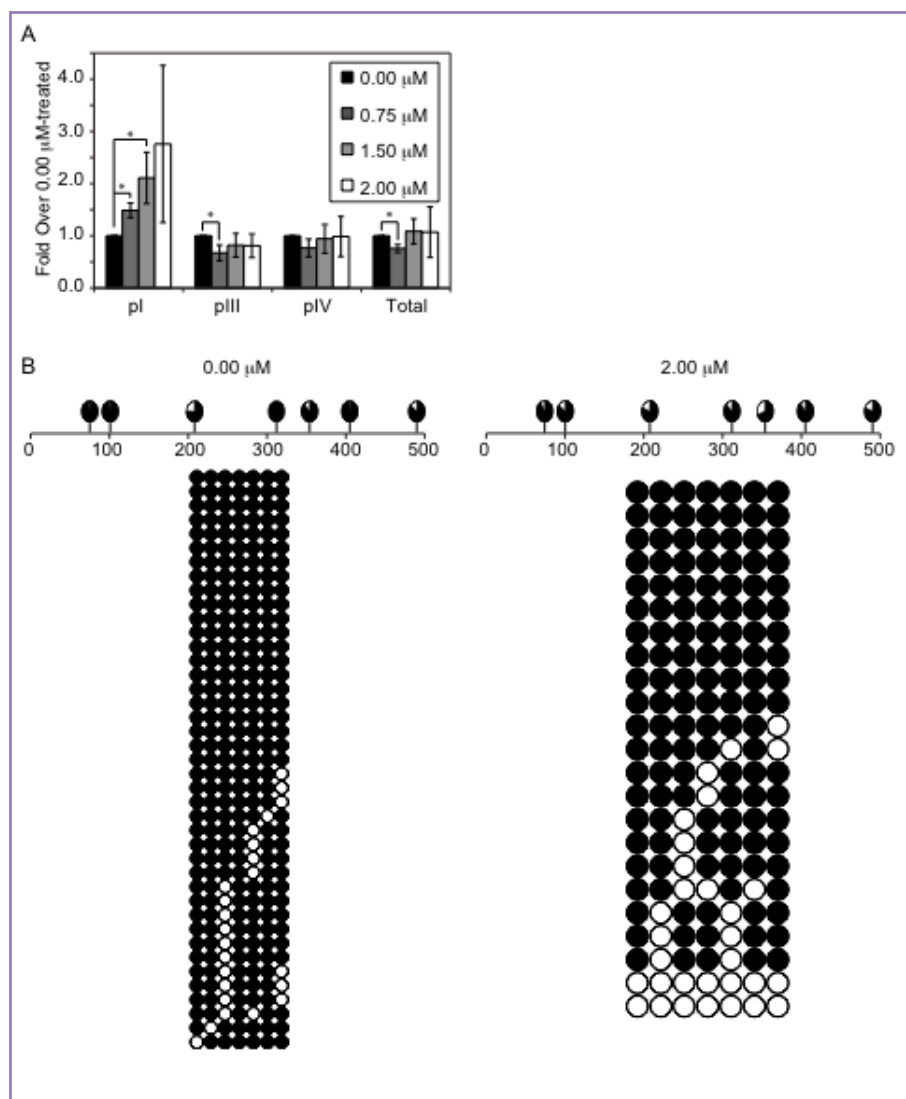 A
Fold Over 0.00 μM-treated
4.0
3.0
2.0
1.0
0.0
0.00 μM
0.75 μM
1.50 μM
2.00 μM
*
*
*
*
pI pIII pIV Total
B
0.00 μM 2.00 μM
0 100 200 300 400 500 0 100 200 300 400 500